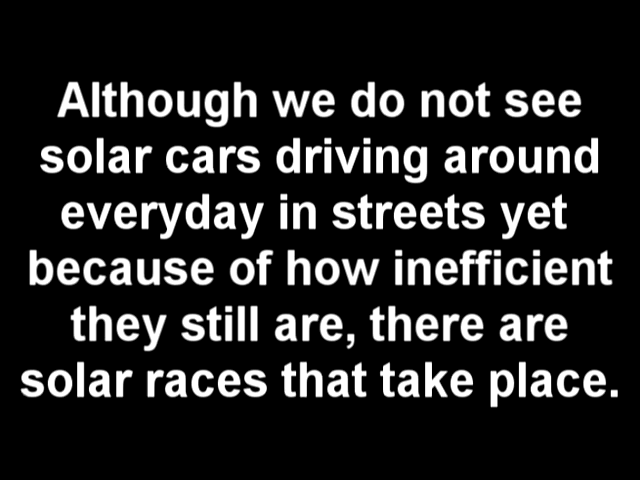 Although we do not see
solar cars driving around
everyday in streets yet
because of how inefficient
they still are, there are
solar races that take place.